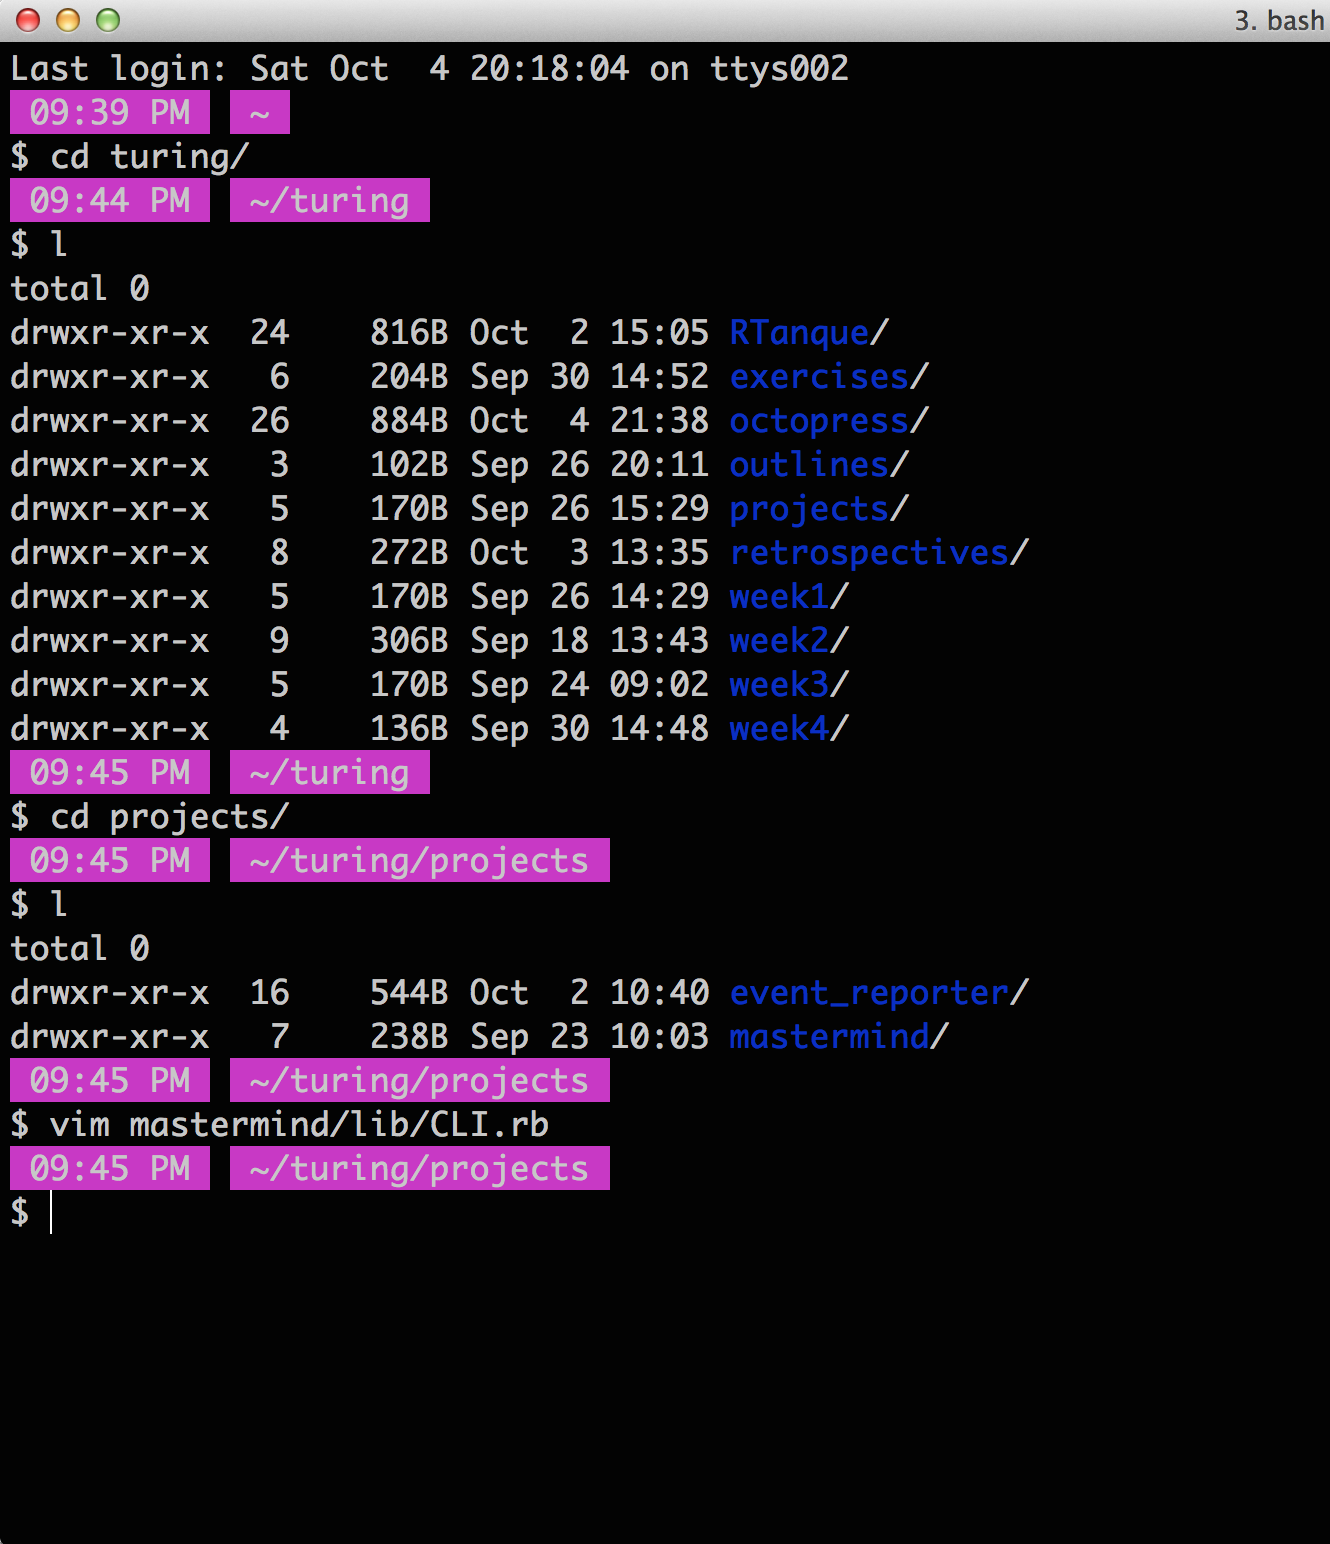 3. bash
Last login: Sat Oct  4 20:18:04 on ttys002
 09:39 PM   ~
$ cd turing/
 09:44 PM   ~/turing
$ l
total 0
drwxr-xr-x  24    816B Oct  2 15:05 RTanque/
drwxr-xr-x   6    204B Sep 30 14:52 exercises/
drwxr-xr-x  26    884B Oct  4 21:38 octopress/
drwxr-xr-x   3    102B Sep 26 20:11 outlines/
drwxr-xr-x   5    170B Sep 26 15:29 projects/
drwxr-xr-x   8    272B Oct  3 13:35 retrospectives/
drwxr-xr-x   5    170B Sep 26 14:29 week1/
drwxr-xr-x   9    306B Sep 18 13:43 week2/
drwxr-xr-x   5    170B Sep 24 09:02 week3/
drwxr-xr-x   4    136B Sep 30 14:48 week4/
 09:45 PM   ~/turing
$ cd projects/
 09:45 PM   ~/turing/projects
$ l
total 0
drwxr-xr-x  16    544B Oct  2 10:40 event_reporter/
drwxr-xr-x   7    238B Sep 23 10:03 mastermind/
 09:45 PM   ~/turing/projects
$ vim mastermind/lib/CLI.rb
 09:45 PM   ~/turing/projects
$